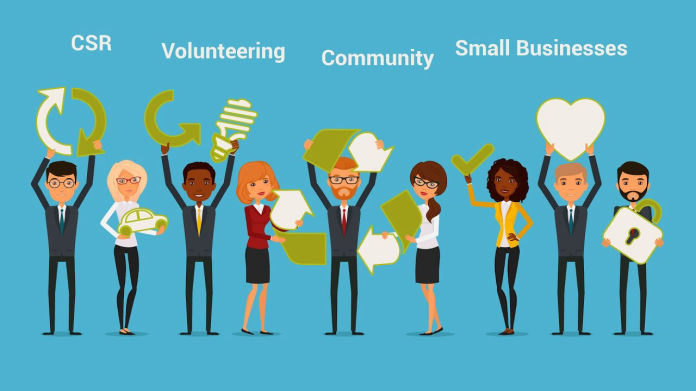 CSR
Volunteering
Community
Small Businesses